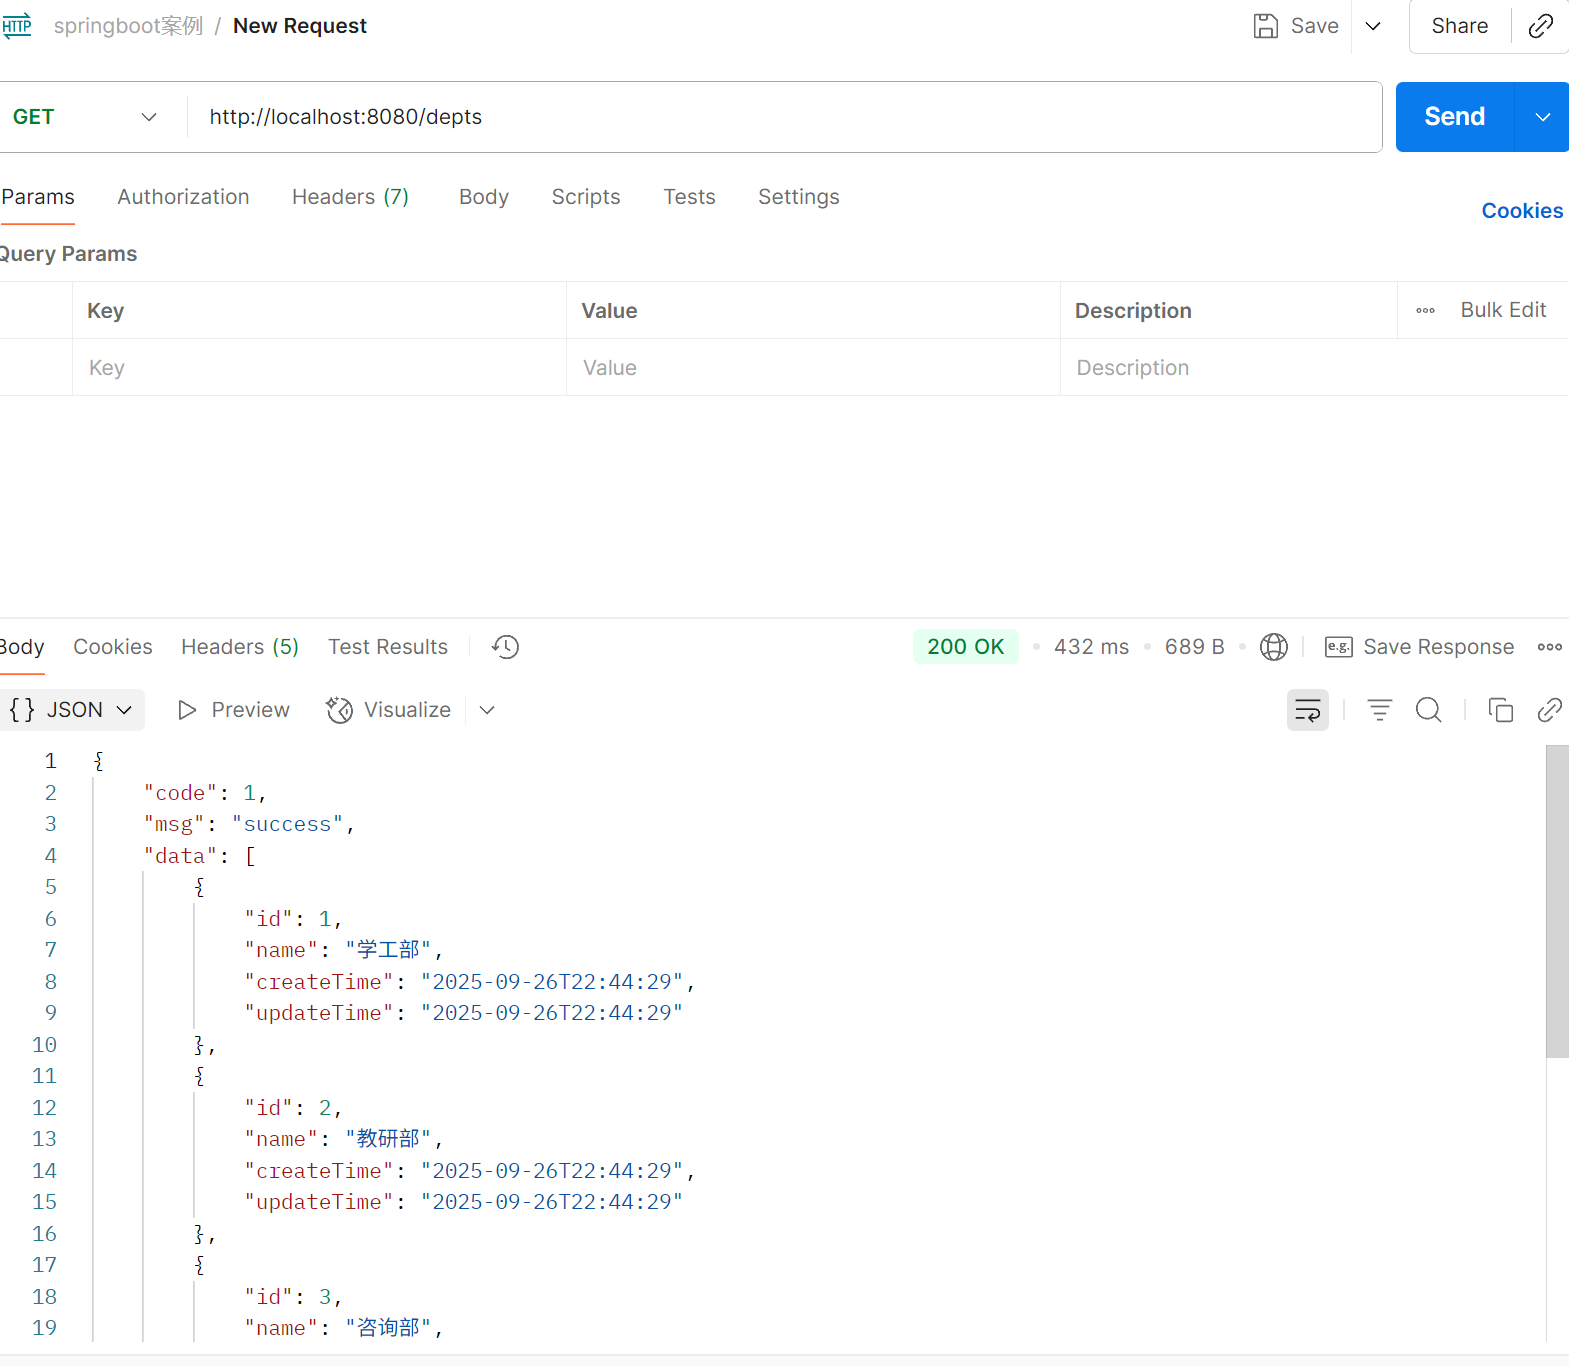 HTTP springboot案例 / New Request Save Share
GET http://localhost:8080/depts Send
Params Authorization Headers (7) Body Scripts Tests Settings Cookies
Query Params
Key Value Description Bulk Edit
Key Value Description
Body Cookies Headers (5) Test Results 200 OK • 432 ms • 689 B • e.g. Save Response
{} JSON Preview Visualize
1 {
2 "code": 1,
3 "msg": "success",
4 "data": [
5 {
6 "id": 1,
7 "name": "学工部",
8 "createTime": "2025-09-26T22:44:29",
9 "updateTime": "2025-09-26T22:44:29"
10 },
11 {
12 "id": 2,
13 "name": "教研部",
14 "createTime": "2025-09-26T22:44:29",
15 "updateTime": "2025-09-26T22:44:29"
16 },
17 {
18 "id": 3,
19 "name": "咨询部",